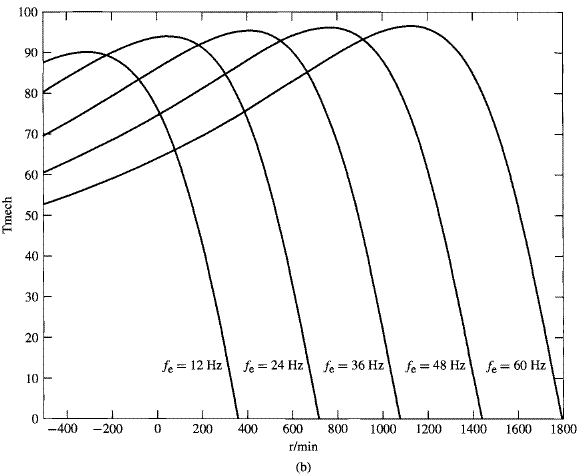 100
90
80
70
60
50
40
30
20
10
0
Tmech
fe = 12 Hz
fe = 24 Hz
fe = 36 Hz
fe = 48 Hz
fe = 60 Hz
−400 −200 0 200 400 600 800 1000 1200 1400 1600 1800
r/min
(b)